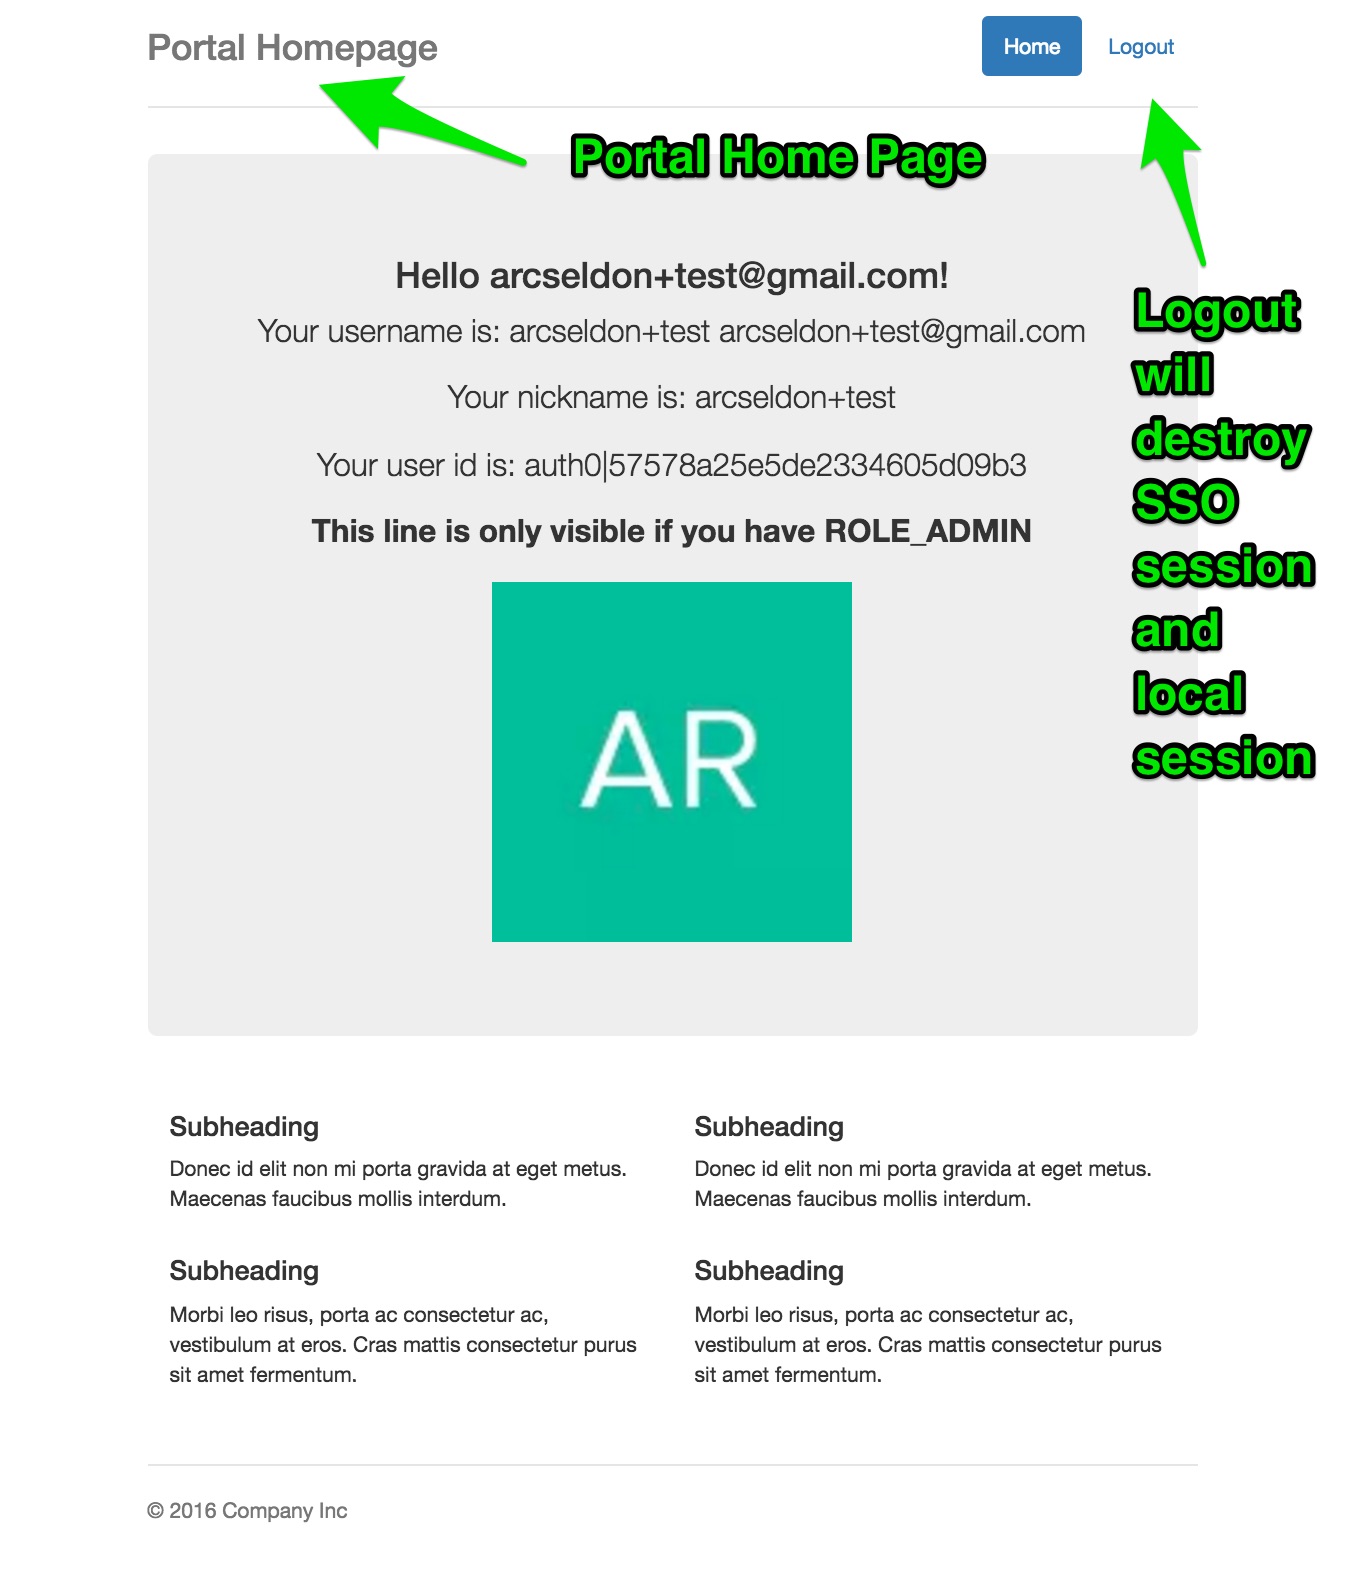 Portal Homepage
Home
Logout
Portal Home Page
Hello arcseldon+test@gmail.com!
Your username is: arcseldon+test arcseldon+test@gmail.com
Your nickname is: arcseldon+test
Your user id is: auth0|57578a25e5de2334605d09b3
This line is only visible if you have ROLE_ADMIN
AR
Logout
will
destroy
SSO
session
and
local
session
Subheading
Donec id elit non mi porta gravida at eget metus.
Maecenas faucibus mollis interdum.
Subheading
Donec id elit non mi porta gravida at eget metus.
Maecenas faucibus mollis interdum.
Subheading
Morbi leo risus, porta ac consectetur ac,
vestibulum at eros. Cras mattis consectetur purus
sit amet fermentum.
Subheading
Morbi leo risus, porta ac consectetur ac,
vestibulum at eros. Cras mattis consectetur purus
sit amet fermentum.
© 2016 Company Inc